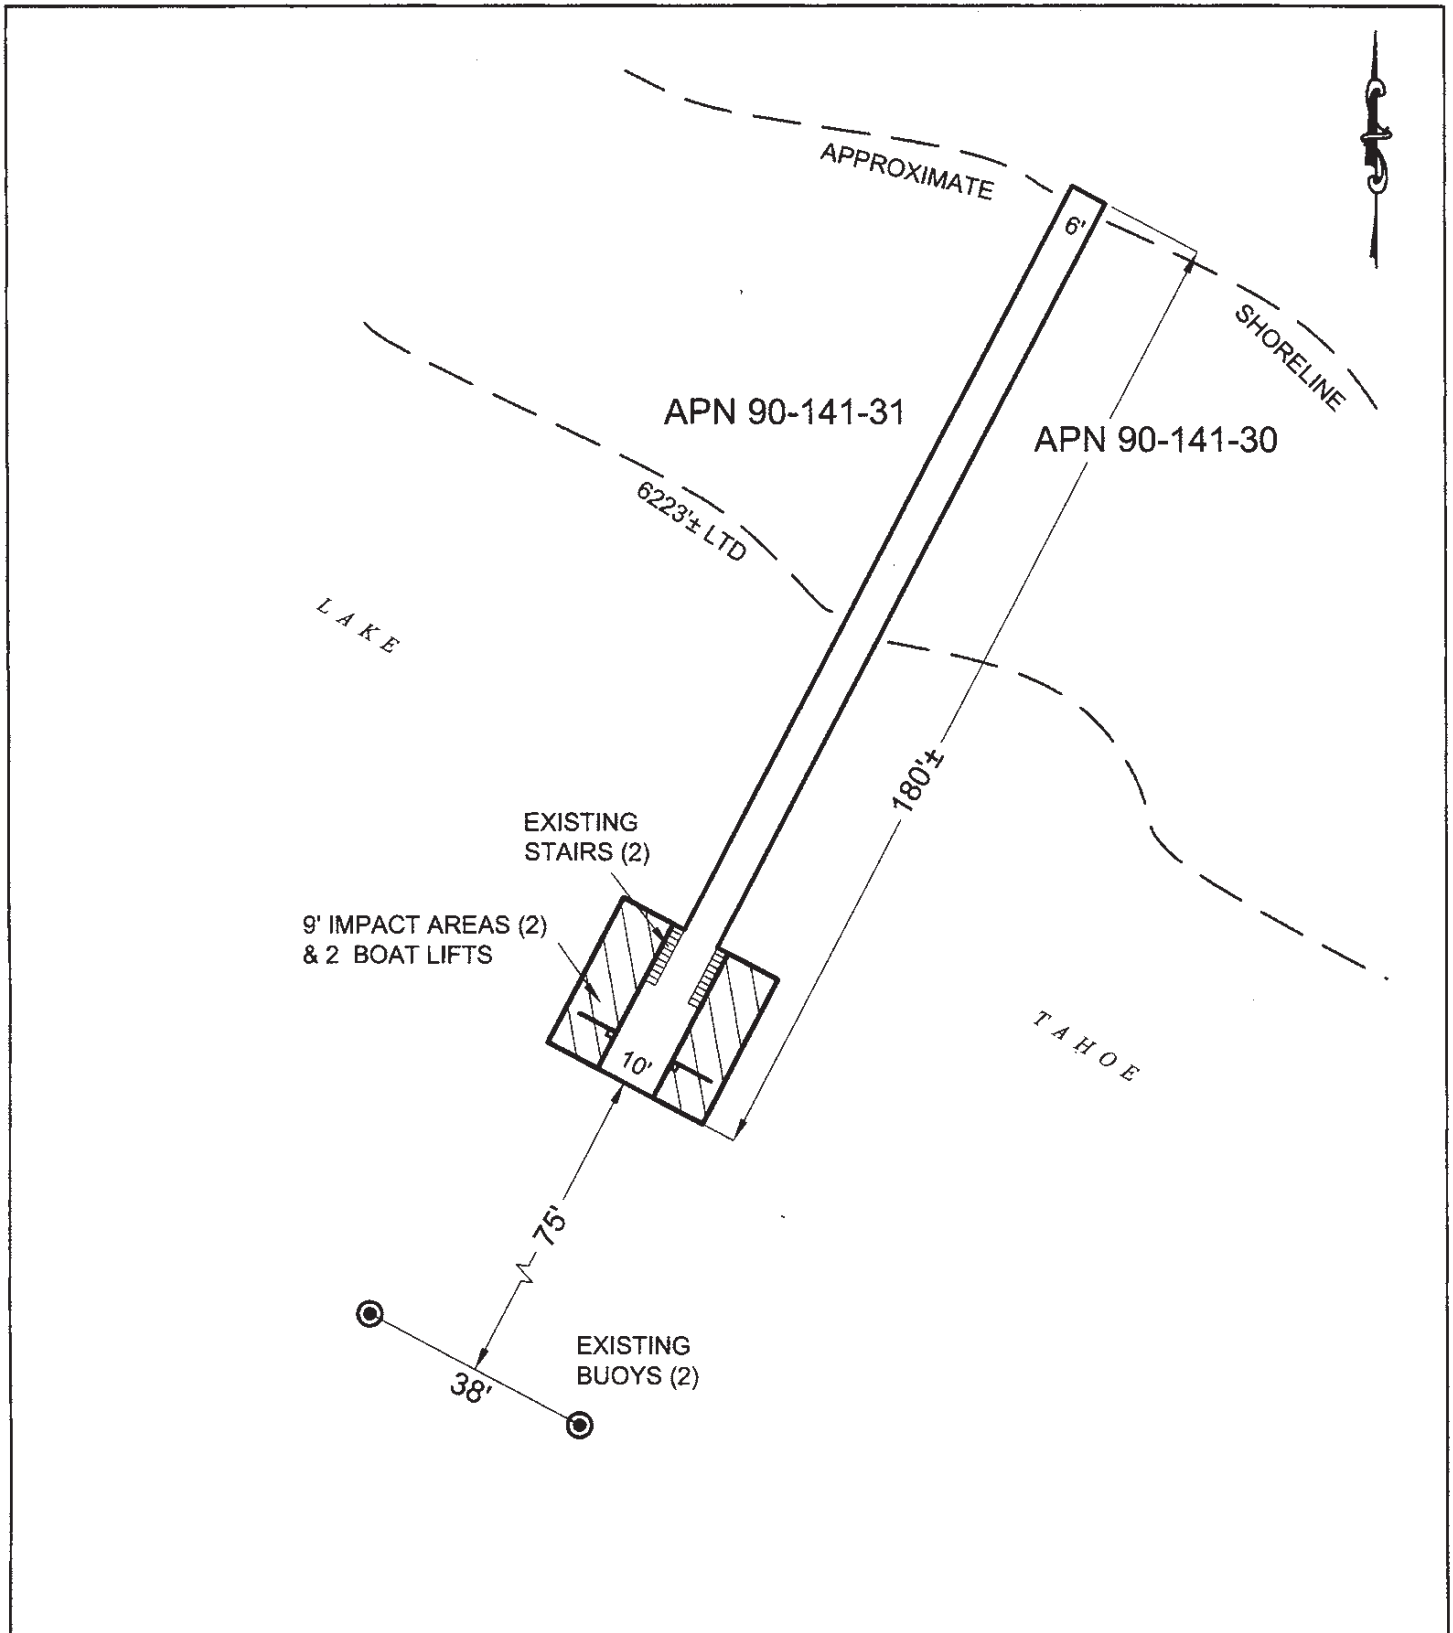 APPROXIMATE
6'
SHORELINE
APN 90-141-31
APN 90-141-30
6223'± LTD
LAKE
180'±
EXISTING
STAIRS (2)
9' IMPACT AREAS (2)
& 2 BOAT LIFTS
TAHOE
10'
75'
EXISTING
BUOYS (2)
38'